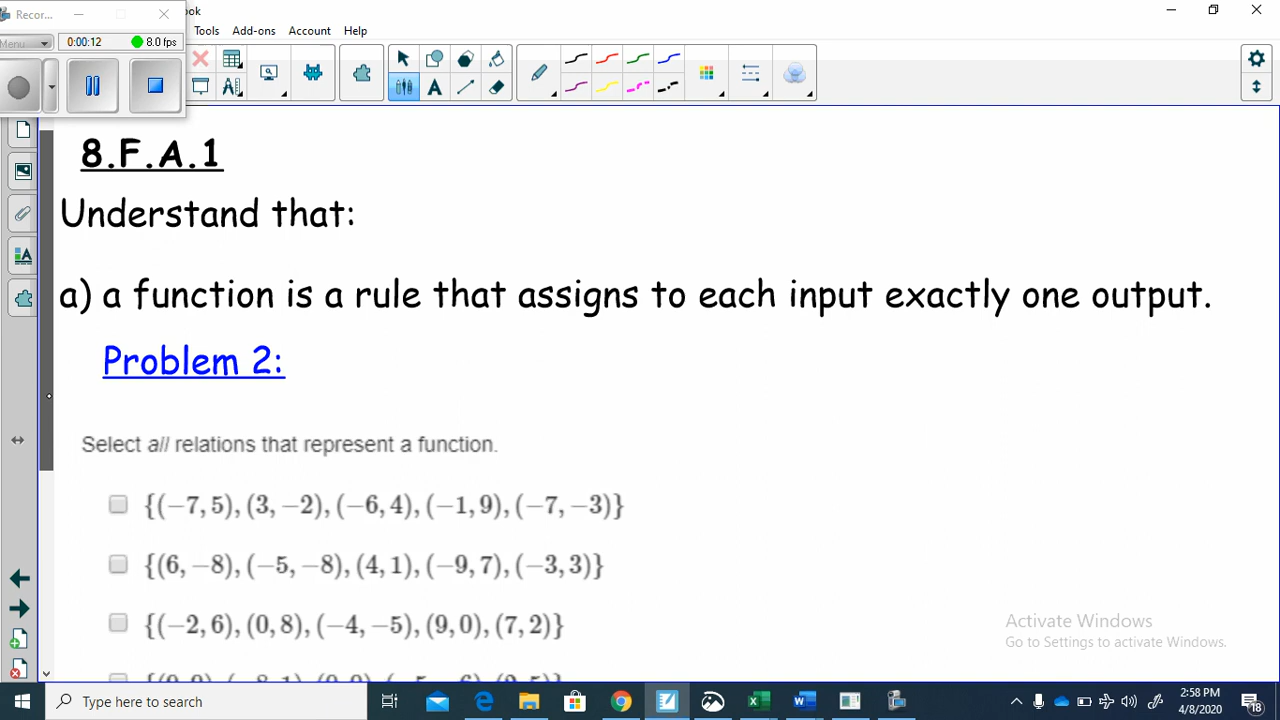 Recor...
ook
Tools Add-ons Account Help
Menu
0:00:12 8.0 fps
8.F.A.1
Understand that:
a) a function is a rule that assigns to each input exactly one output.
Problem 2:
Select all relations that represent a function.
{(−7, 5), (3, −2), (−6, 4), (−1, 9), (−7, −3)}
{(6, −8), (−5, −8), (4, 1), (−9, 7), (−3, 3)}
{(−2, 6), (0, 8), (−4, −5), (9, 0), (7, 2)}
Activate Windows
Go to Settings to activate Windows.
Type here to search
2:58 PM
4/8/2020
18